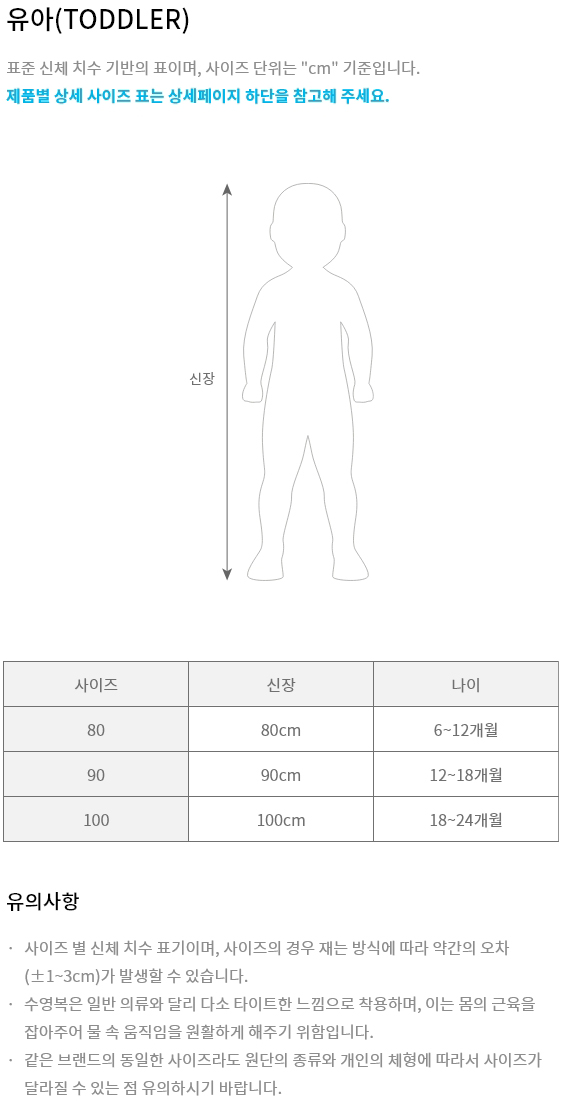 유아(TODDLER)
표준 신체 치수 기반의 표이며, 사이즈 단위는 "cm" 기준입니다.
제품별 상세 사이즈 표는 상세페이지 하단을 참고해 주세요.
신장
사이즈 신장 나이
80 80cm 6~12개월
90 90cm 12~18개월
100 100cm 18~24개월
유의사항
· 사이즈 별 신체 치수 표기이며, 사이즈의 경우 재는 방식에 따라 약간의 오차
(±1~3cm)가 발생할 수 있습니다.
· 수영복은 일반 의류와 달리 다소 타이트한 느낌으로 착용하며, 이는 몸의 근육을
잡아주어 물 속 움직임을 원활하게 해주기 위함입니다.
· 같은 브랜드의 동일한 사이즈라도 원단의 종류와 개인의 체형에 따라서 사이즈가
달라질 수 있는 점 유의하시기 바랍니다.